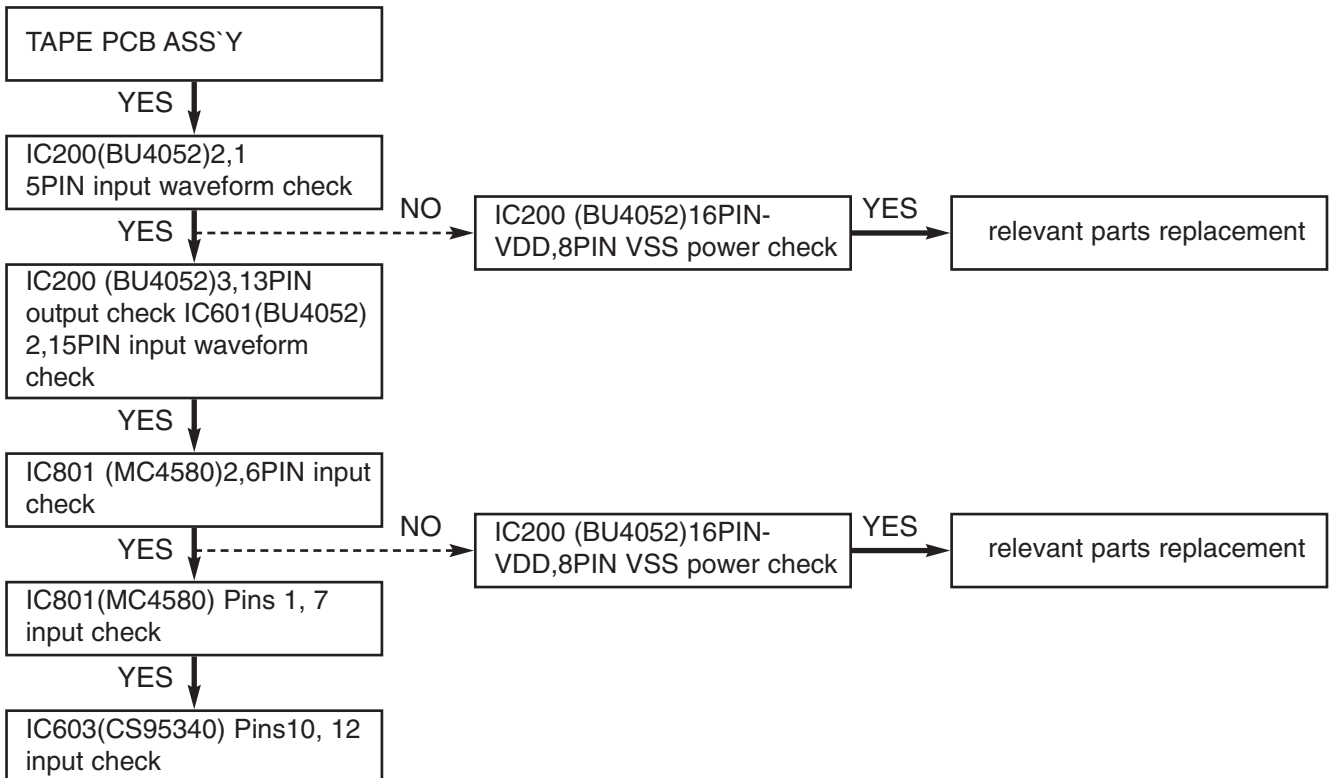 TAPE PCB ASS`Y
YES
IC200(BU4052)2,1
5PIN input waveform check
YES
NO
IC200 (BU4052)16PIN-
VDD,8PIN VSS power check
YES
relevant parts replacement
IC200 (BU4052)3,13PIN
output check IC601(BU4052)
2,15PIN input waveform
check
YES
IC801 (MC4580)2,6PIN input
check
YES
NO
IC200 (BU4052)16PIN-
VDD,8PIN VSS power check
YES
relevant parts replacement
IC801(MC4580) Pins 1, 7
input check
YES
IC603(CS95340) Pins10, 12
input check